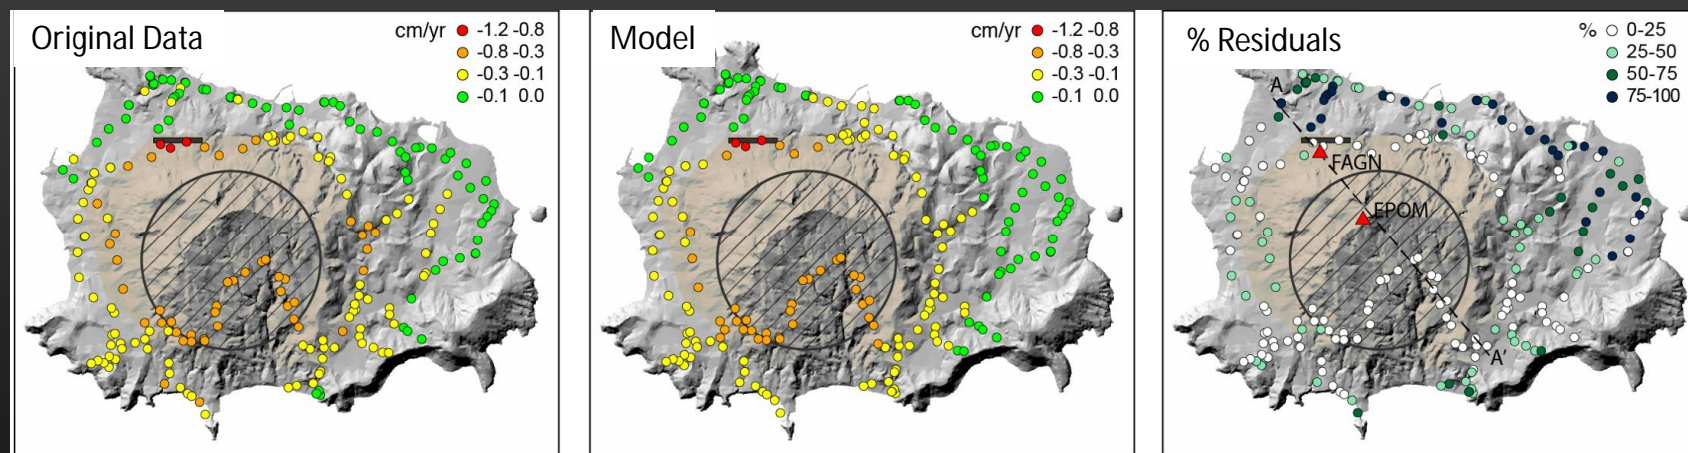 Original Data
cm/yr
-1.2 -0.8
-0.8 -0.3
-0.3 -0.1
-0.1 0.0
Model
cm/yr
-1.2 -0.8
-0.8 -0.3
-0.3 -0.1
-0.1 0.0
% Residuals
%
0-25
25-50
50-75
75-100
A
FAGN
EPOM
A'